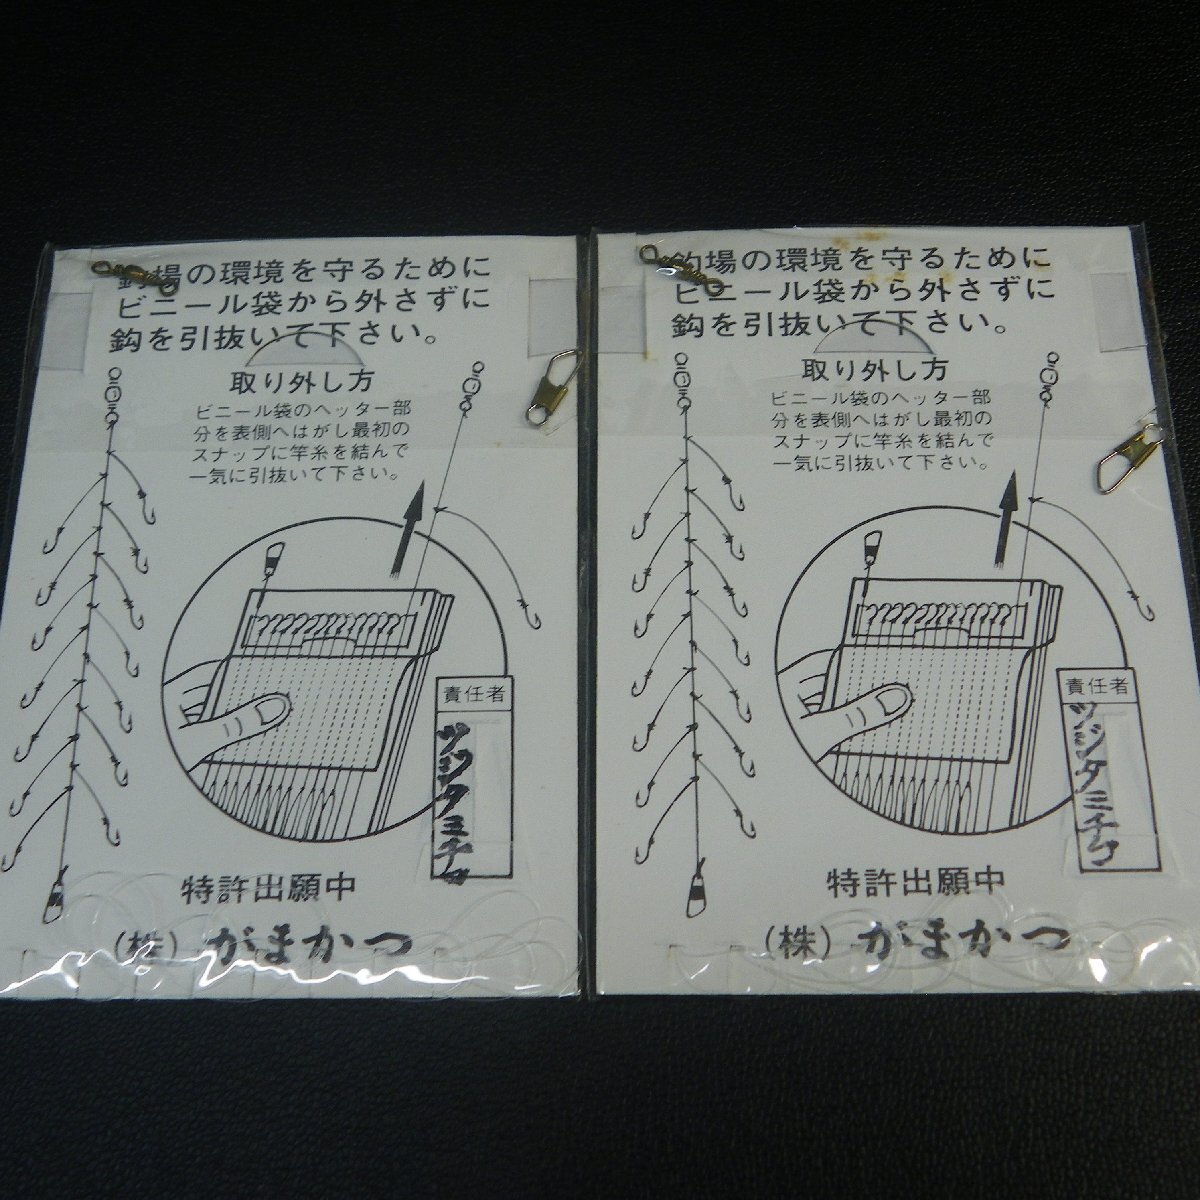 釣場の環境を守るために
ビニール袋から外さずに
鈎を引抜いて下さい。
取り外し方
ビニール袋のヘッター部
分を表側へはがし最初の
スナップに竿糸を結んで
一気に引抜いて下さい。
責任者
ツジタミチコ
特許出願中
(株) がまかつ
釣場の環境を守るために
ビニール袋から外さずに
鈎を引抜いて下さい。
取り外し方
ビニール袋のヘッター部
分を表側へはがし最初の
スナップに竿糸を結んで
一気に引抜いて下さい。
責任者
ツジタミチコ
特許出願中
(株) がまかつ